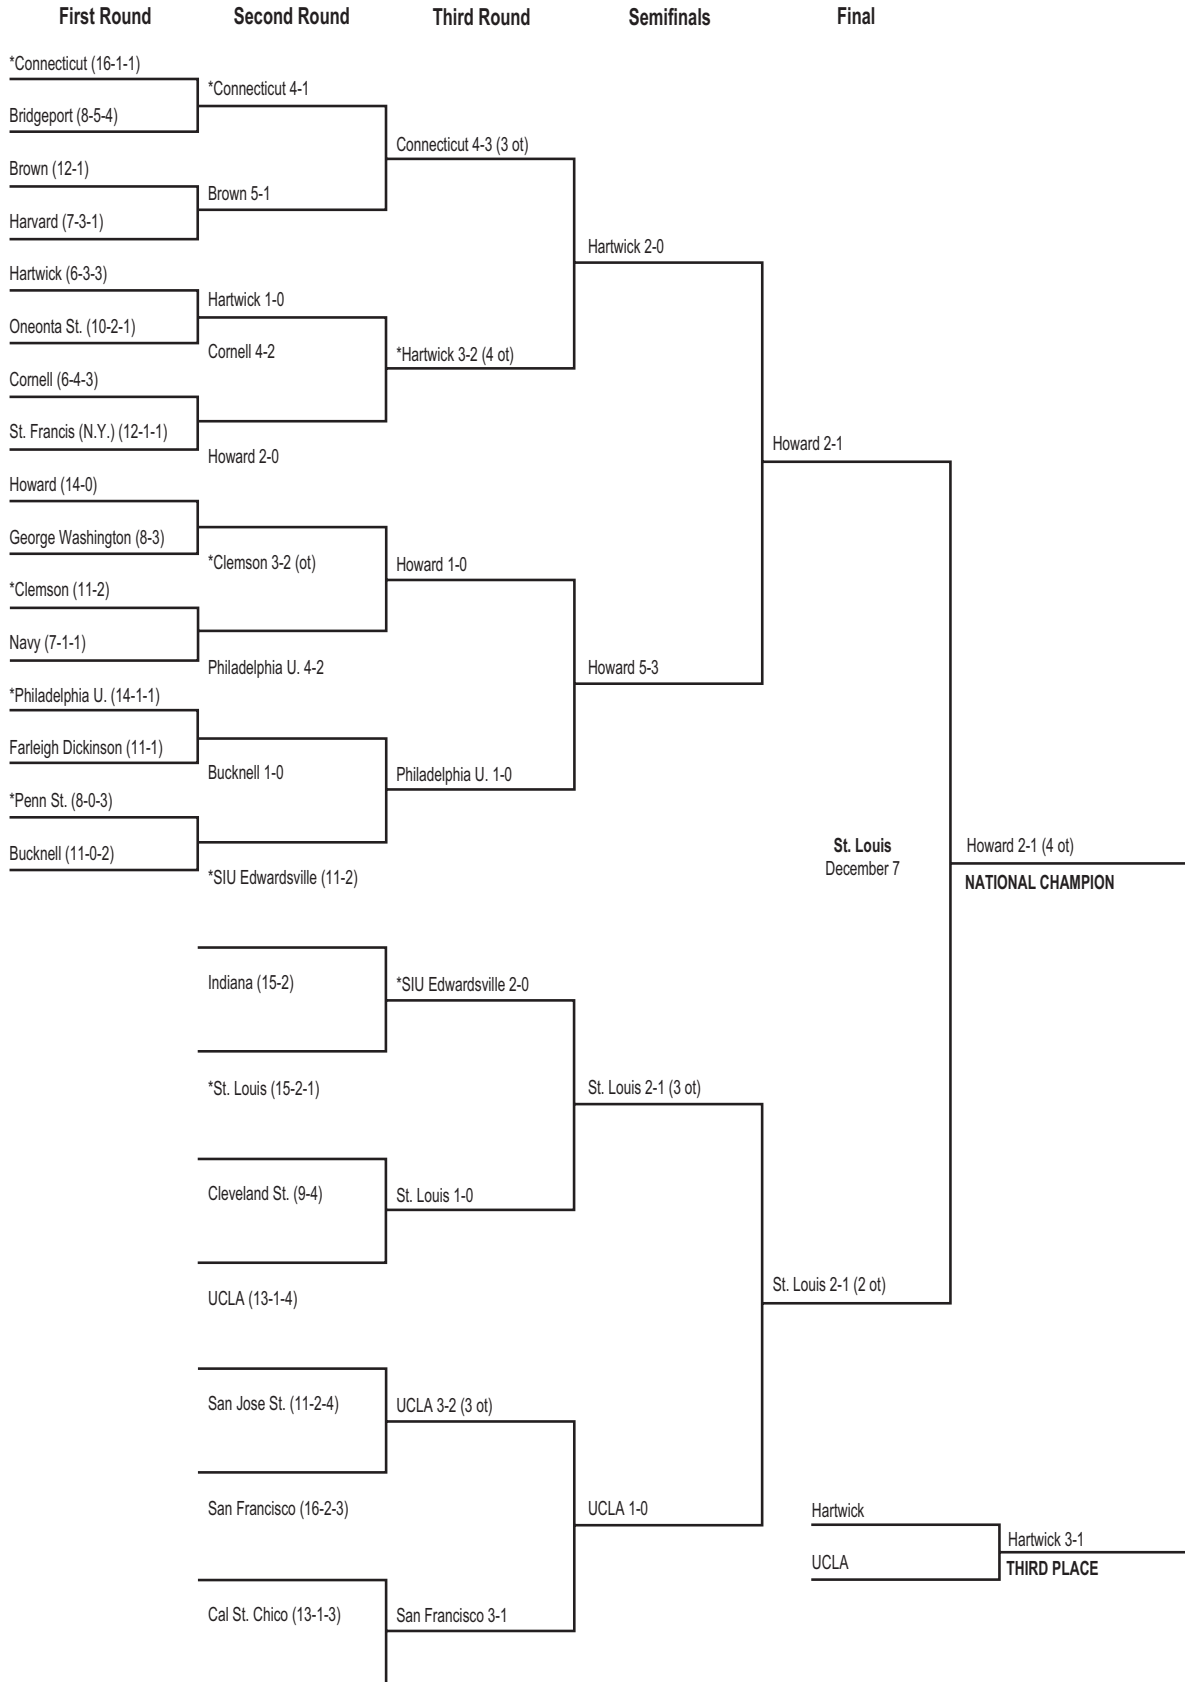 First Round Second Round Third Round Semifinals Final
*Connecticut (16-1-1)
Bridgeport (8-5-4)
Brown (12-1)
Harvard (7-3-1)
Hartwick (6-3-3)
Oneonta St. (10-2-1)
Cornell (6-4-3)
St. Francis (N.Y.) (12-1-1)
Howard (14-0)
George Washington (8-3)
*Clemson (11-2)
Navy (7-1-1)
*Philadelphia U. (14-1-1)
Farleigh Dickinson (11-1)
*Penn St. (8-0-3)
Bucknell (11-0-2)
*Connecticut 4-1
Brown 5-1
Hartwick 1-0
Cornell 4-2
Howard 2-0
*Clemson 3-2 (ot)
Philadelphia U. 4-2
Bucknell 1-0
*SIU Edwardsville (11-2)
Indiana (15-2)
*St. Louis (15-2-1)
Cleveland St. (9-4)
UCLA (13-1-4)
San Jose St. (11-2-4)
San Francisco (16-2-3)
Cal St. Chico (13-1-3)
Connecticut 4-3 (3 ot)
*Hartwick 3-2 (4 ot)
Howard 1-0
Philadelphia U. 1-0
*SIU Edwardsville 2-0
St. Louis 1-0
UCLA 3-2 (3 ot)
San Francisco 3-1
Hartwick 2-0
Howard 5-3
St. Louis 2-1 (3 ot)
UCLA 1-0
Howard 2-1
St. Louis 2-1 (2 ot)
St. Louis
December 7
Howard 2-1 (4 ot)
NATIONAL CHAMPION
Hartwick
UCLA
Hartwick 3-1
THIRD PLACE